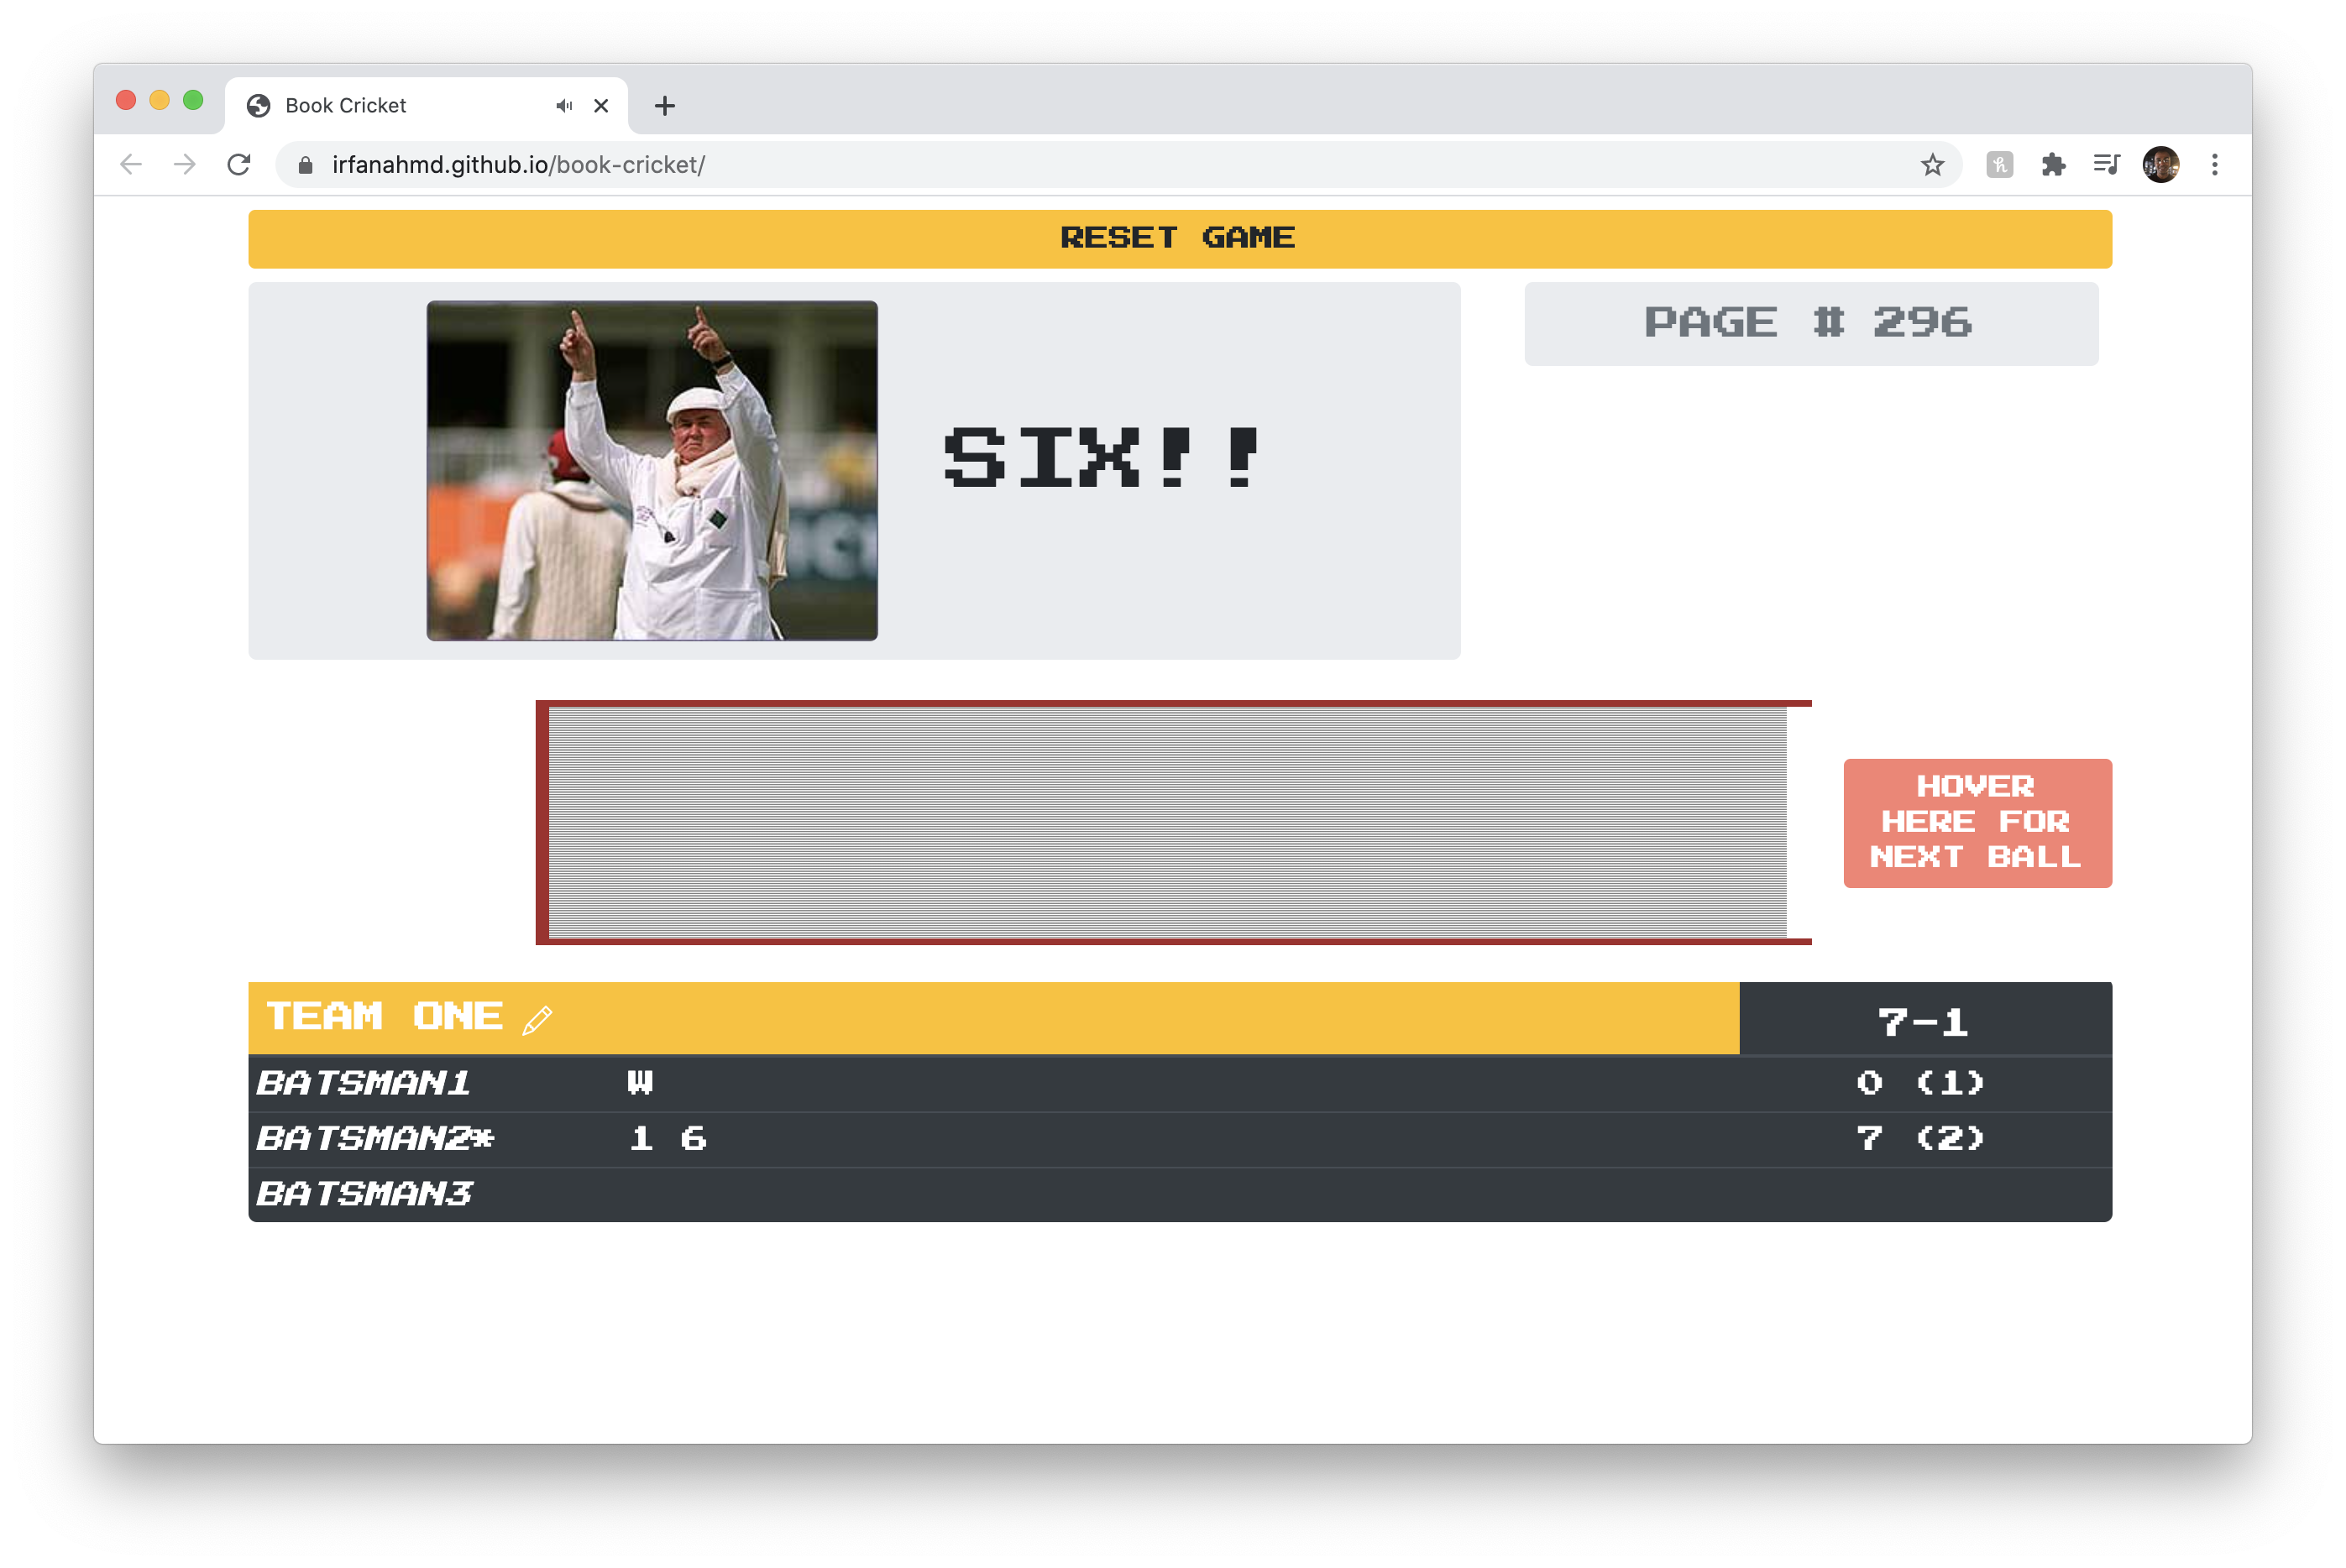 Book Cricket
irfanahmd.github.io/book-cricket/
RESET GAME
SIX!!
PAGE # 296
HOVER
HERE FOR
NEXT BALL
TEAM ONE 7-1
BATSMAN1 W 0 (1)
BATSMAN2* 1 6 7 (2)
BATSMAN3